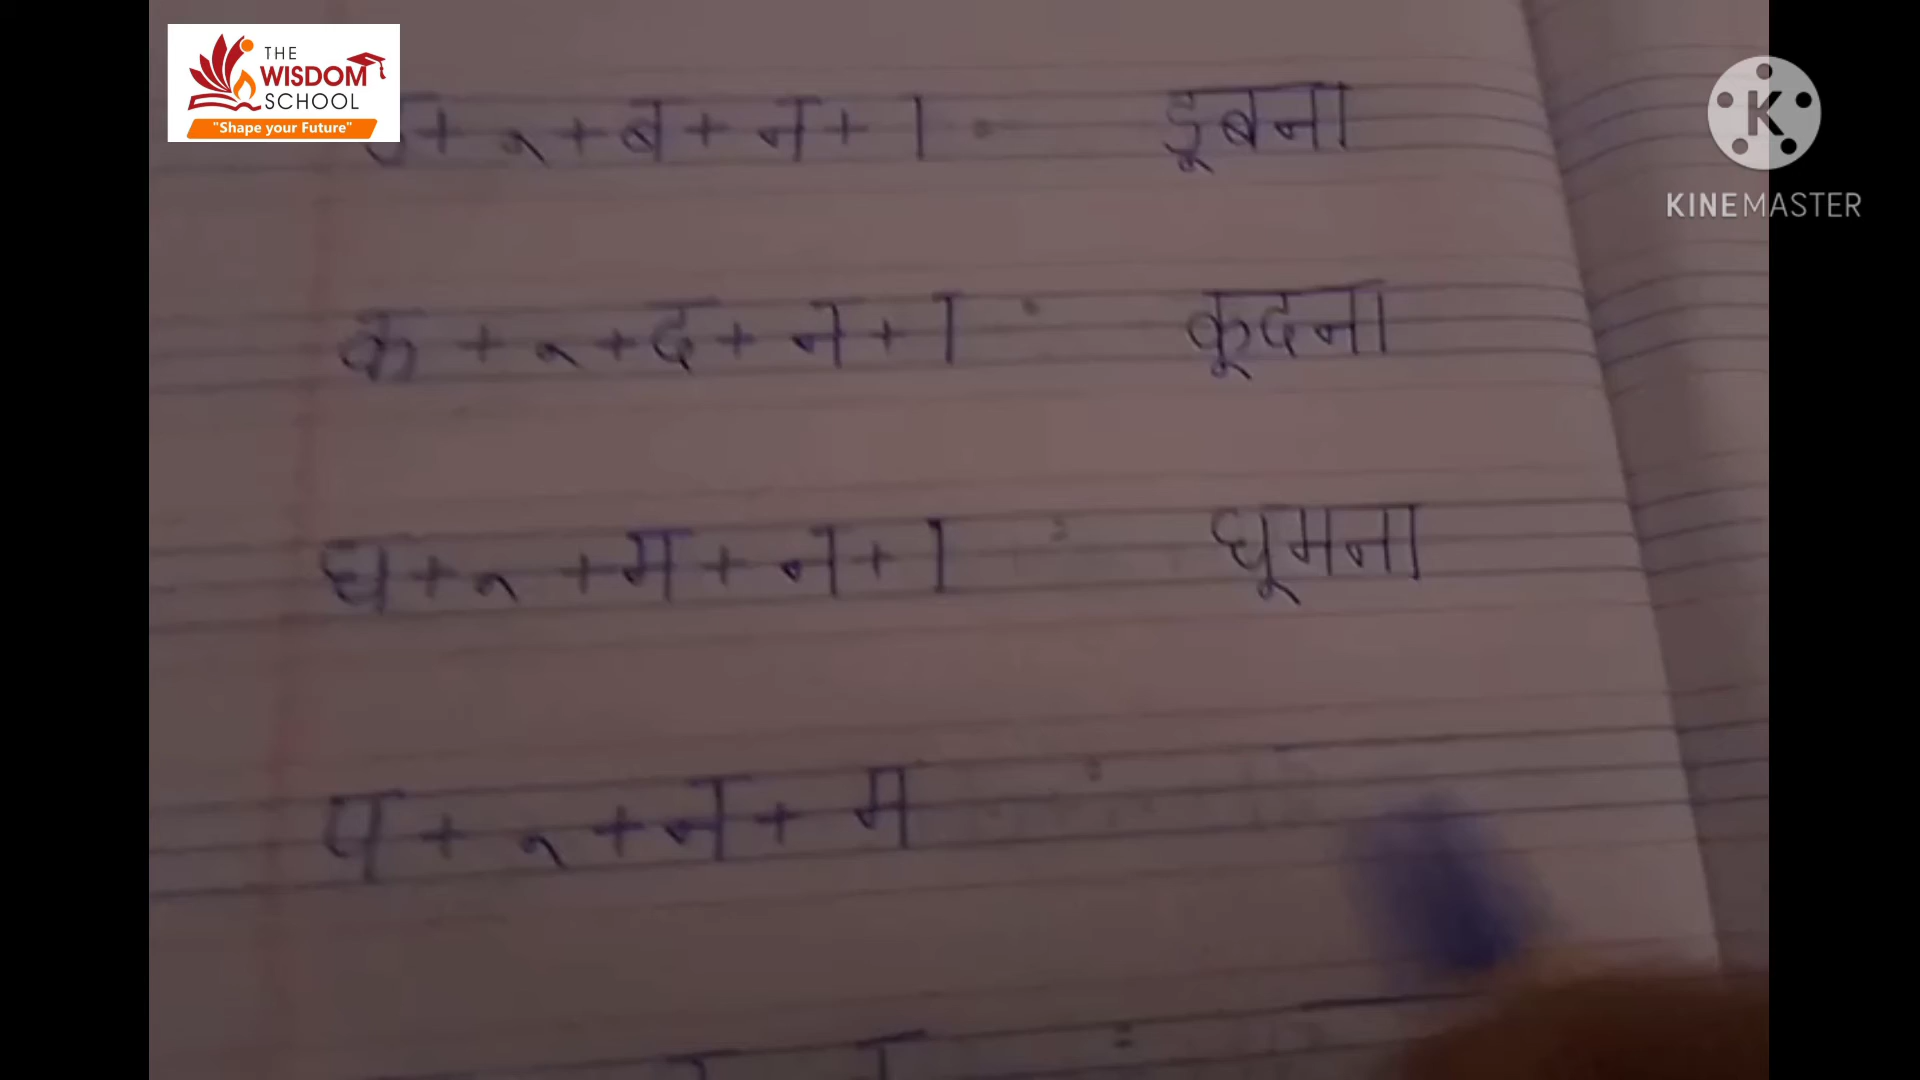 THE
WISDOM
SCHOOL
"Shape your Future"
K
KINEMASTER
+ ू + ब + न + ा = डूबना
क + ू + द + न + ा = कूदना
घ + ू + म + न + ा = घूमना
प + ू + न + म =
=